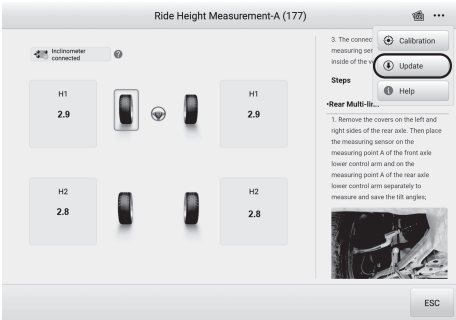 Ride Height Measurement-A (177)
Inclinometer
connected
H1
2.9
H1
2.9
H2
2.8
H2
2.8
3. The connec
measuring ser
inside of the v
Steps
•Rear Multi-lin
1. Remove the covers on the left and
right sides of the rear axle. Then place
the measuring sensor on the
measuring point A of the front axle
lower control arm and on the
measuring point A of the rear axle
lower control arm separately to
measure and save the tilt angles;
Calibration
Update
Help
ESC